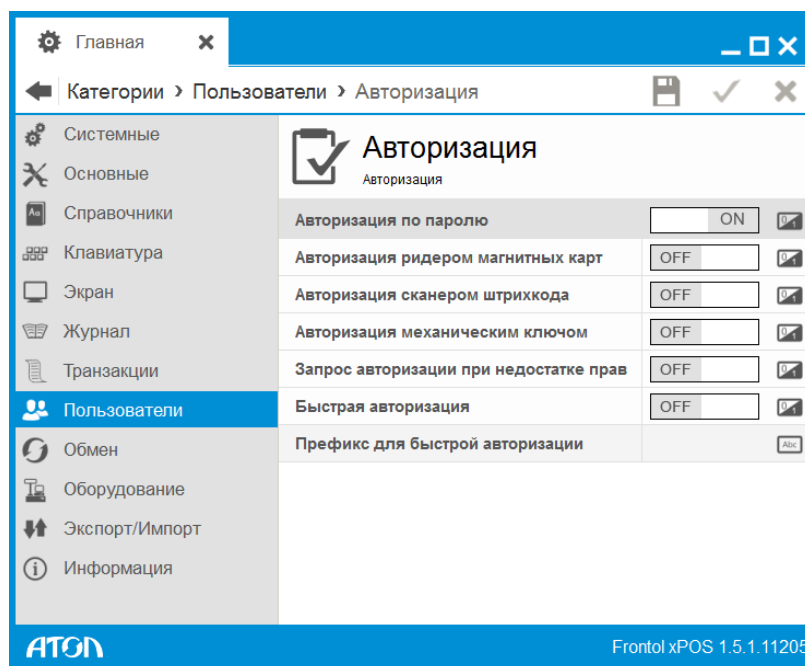 Главная
Категории > Пользователи > Авторизация
Системные
Основные
Справочники
Клавиатура
Экран
Журнал
Транзакции
Пользователи
Обмен
Оборудование
Экспорт/Импорт
Информация
Авторизация
Авторизация
Авторизация по паролю ON
Авторизация ридером магнитных карт OFF
Авторизация сканером штрихкода OFF
Авторизация механическим ключом OFF
Запрос авторизации при недостатке прав OFF
Быстрая авторизация OFF
Префикс для быстрой авторизации Abc
ATOL
Frontol xPOS 1.5.1.11205